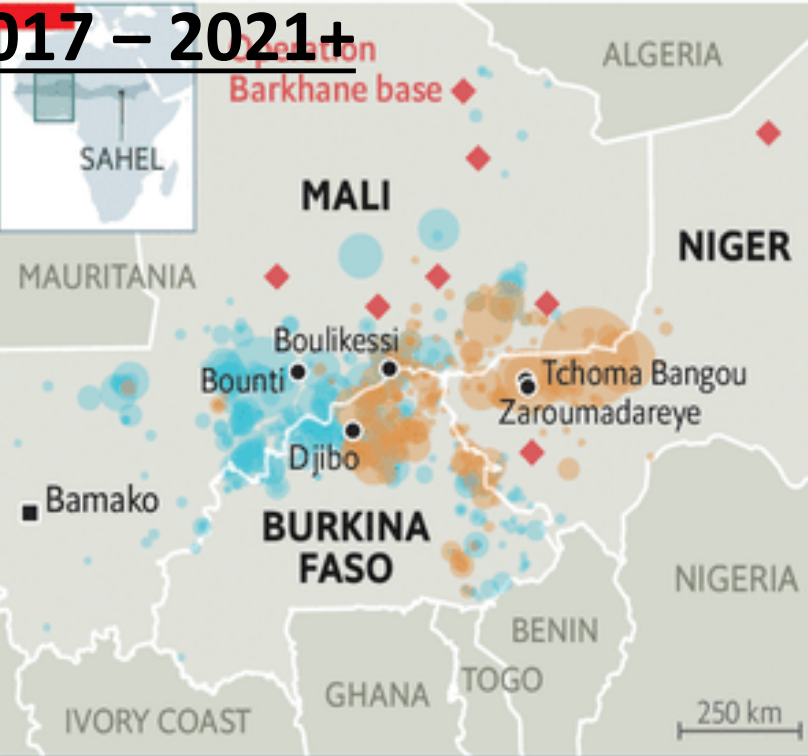 017 – 2021+
Operation
Barkhane base
ALGERIA
SAHEL
MALI
NIGER
MAURITANIA
Boulikessi
Bounti
Tchoma Bangou
Zaroumadareye
Djibo
Bamako
BURKINA
FASO
NIGERIA
BENIN
TOGO
GHANA
IVORY COAST
250 km